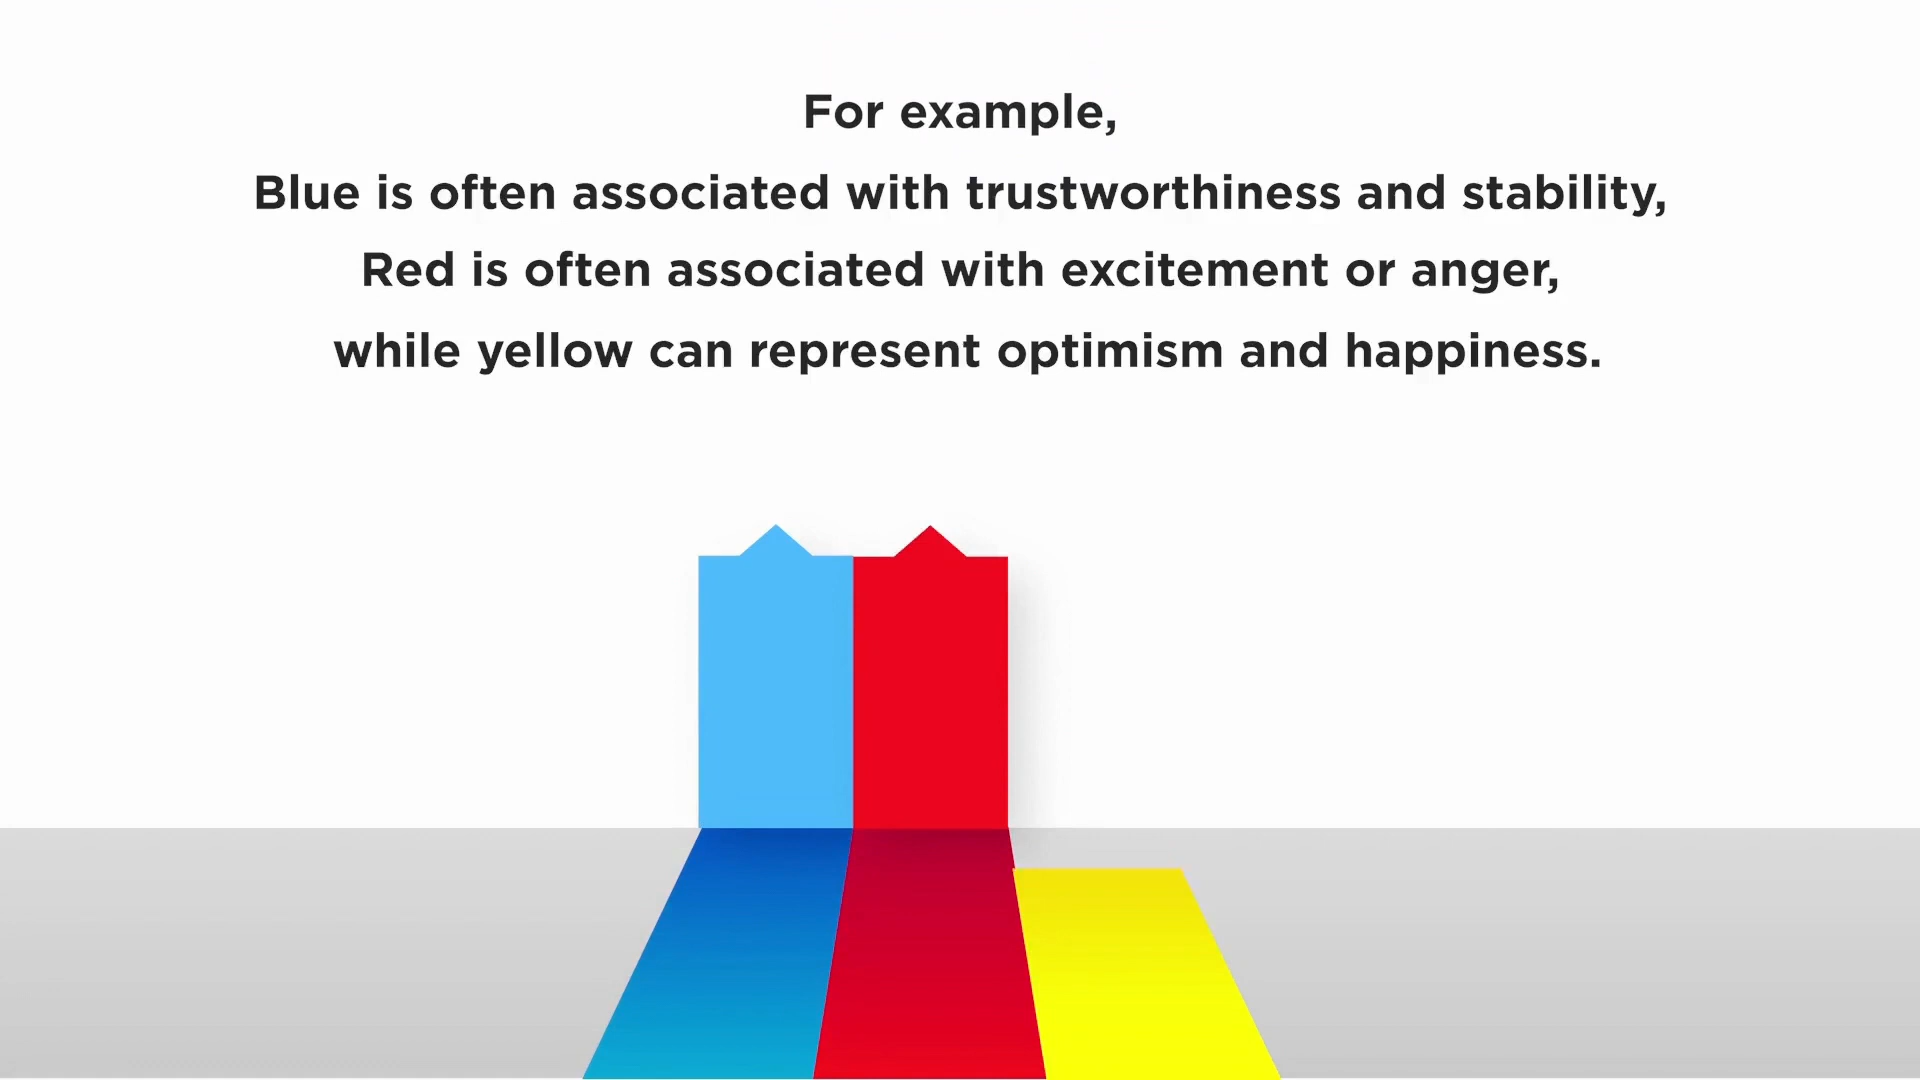 For example,
Blue is often associated with trustworthiness and stability,
Red is often associated with excitement or anger,
while yellow can represent optimism and happiness.